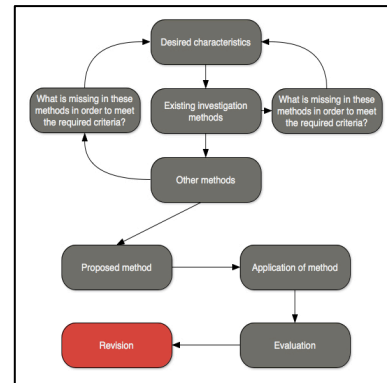 Desired characteristics
What is missing in these
methods in order to meet
the required criteria?
Existing investigation
methods
What is missing in these
methods in order to meet
the required criteria?
Other methods
Proposed method
Application of method
Revision
Evaluation